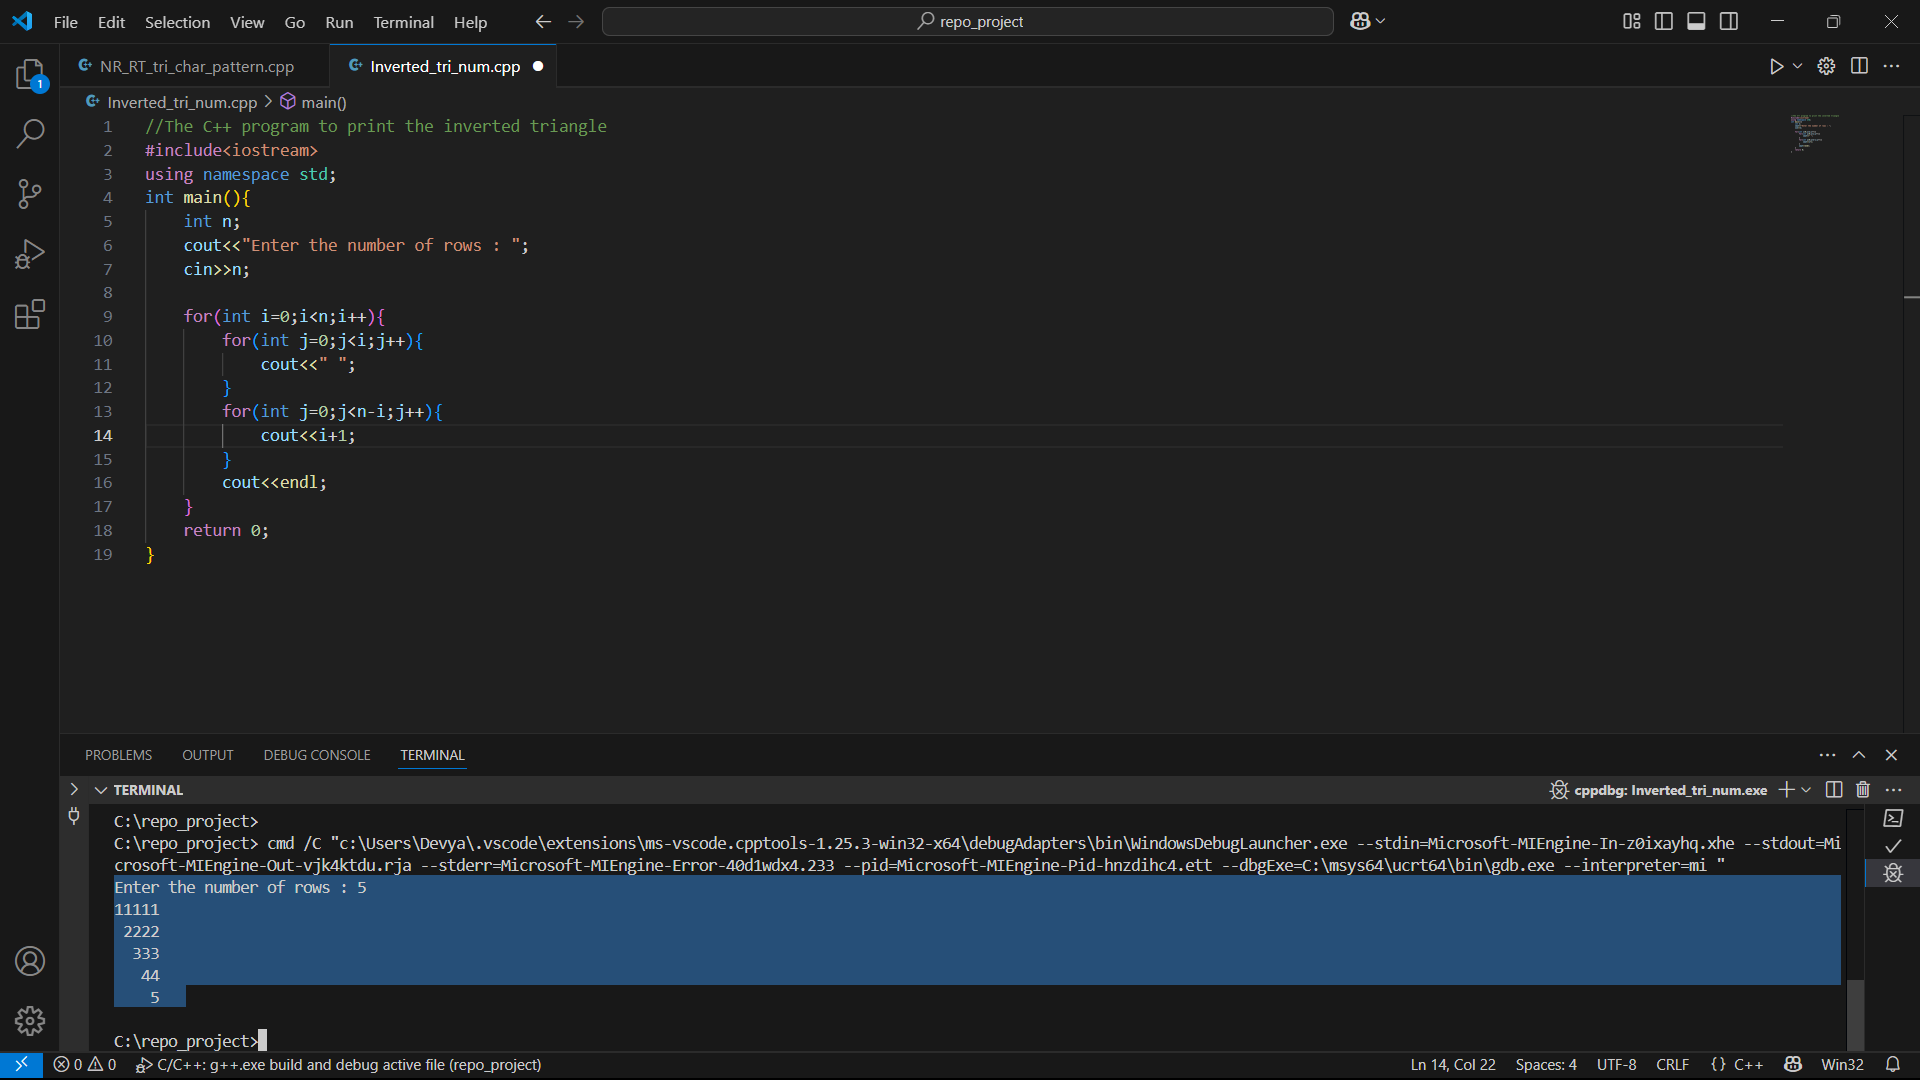 File Edit Selection View Go Run Terminal Help
repo_project
1
NR_RT_tri_char_pattern.cpp
Inverted_tri_num.cpp
Inverted_tri_num.cpp > main()
1 //The C++ program to print the inverted triangle
2 #include<iostream>
3 using namespace std;
4 int main(){
5     int n;
6     cout<<"Enter the number of rows : ";
7     cin>>n;
8
9     for(int i=0;i<n;i++){
10         for(int j=0;j<i;j++){
11             cout<<" ";
12         }
13         for(int j=0;j<n-i;j++){
14             cout<<i+1;
15         }
16         cout<<endl;
17     }
18     return 0;
19 }
PROBLEMS OUTPUT DEBUG CONSOLE TERMINAL
TERMINAL
cppdbg: Inverted_tri_num.exe
C:\repo_project>
C:\repo_project> cmd /C "c:\Users\Devya\.vscode\extensions\ms-vscode.cpptools-1.25.3-win32-x64\debugAdapters\bin\WindowsDebugLauncher.exe --stdin=Microsoft-MIEngine-In-z0ixayhq.xhe --stdout=Mi
crosoft-MIEngine-Out-vjk4ktdu.rja --stderr=Microsoft-MIEngine-Error-40d1wdx4.233 --pid=Microsoft-MIEngine-Pid-hnzdihc4.ett --dbgExe=C:\msys64\ucrt64\bin\gdb.exe --interpreter=mi "
Enter the number of rows : 5
11111
 2222
  333
   44
    5
C:\repo_project>
0 0 C/C++: g++.exe build and debug active file (repo_project)
Ln 14, Col 22 Spaces: 4 UTF-8 CRLF {} C++ Win32